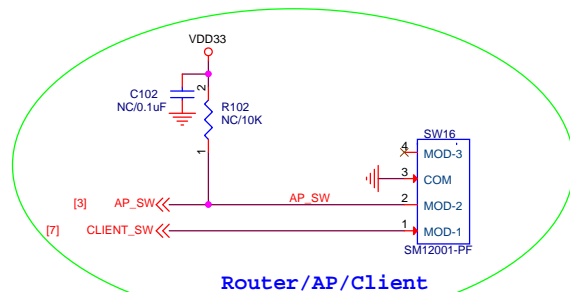 VDD33
C102
NC/0.1uF
2
R102
NC/10K
1
SW16
4
MOD-3
3
COM
[3]
AP_SW
AP_SW
2
MOD-2
[7]
CLIENT_SW
1
MOD-1
SM12001-PF
Router/AP/Client